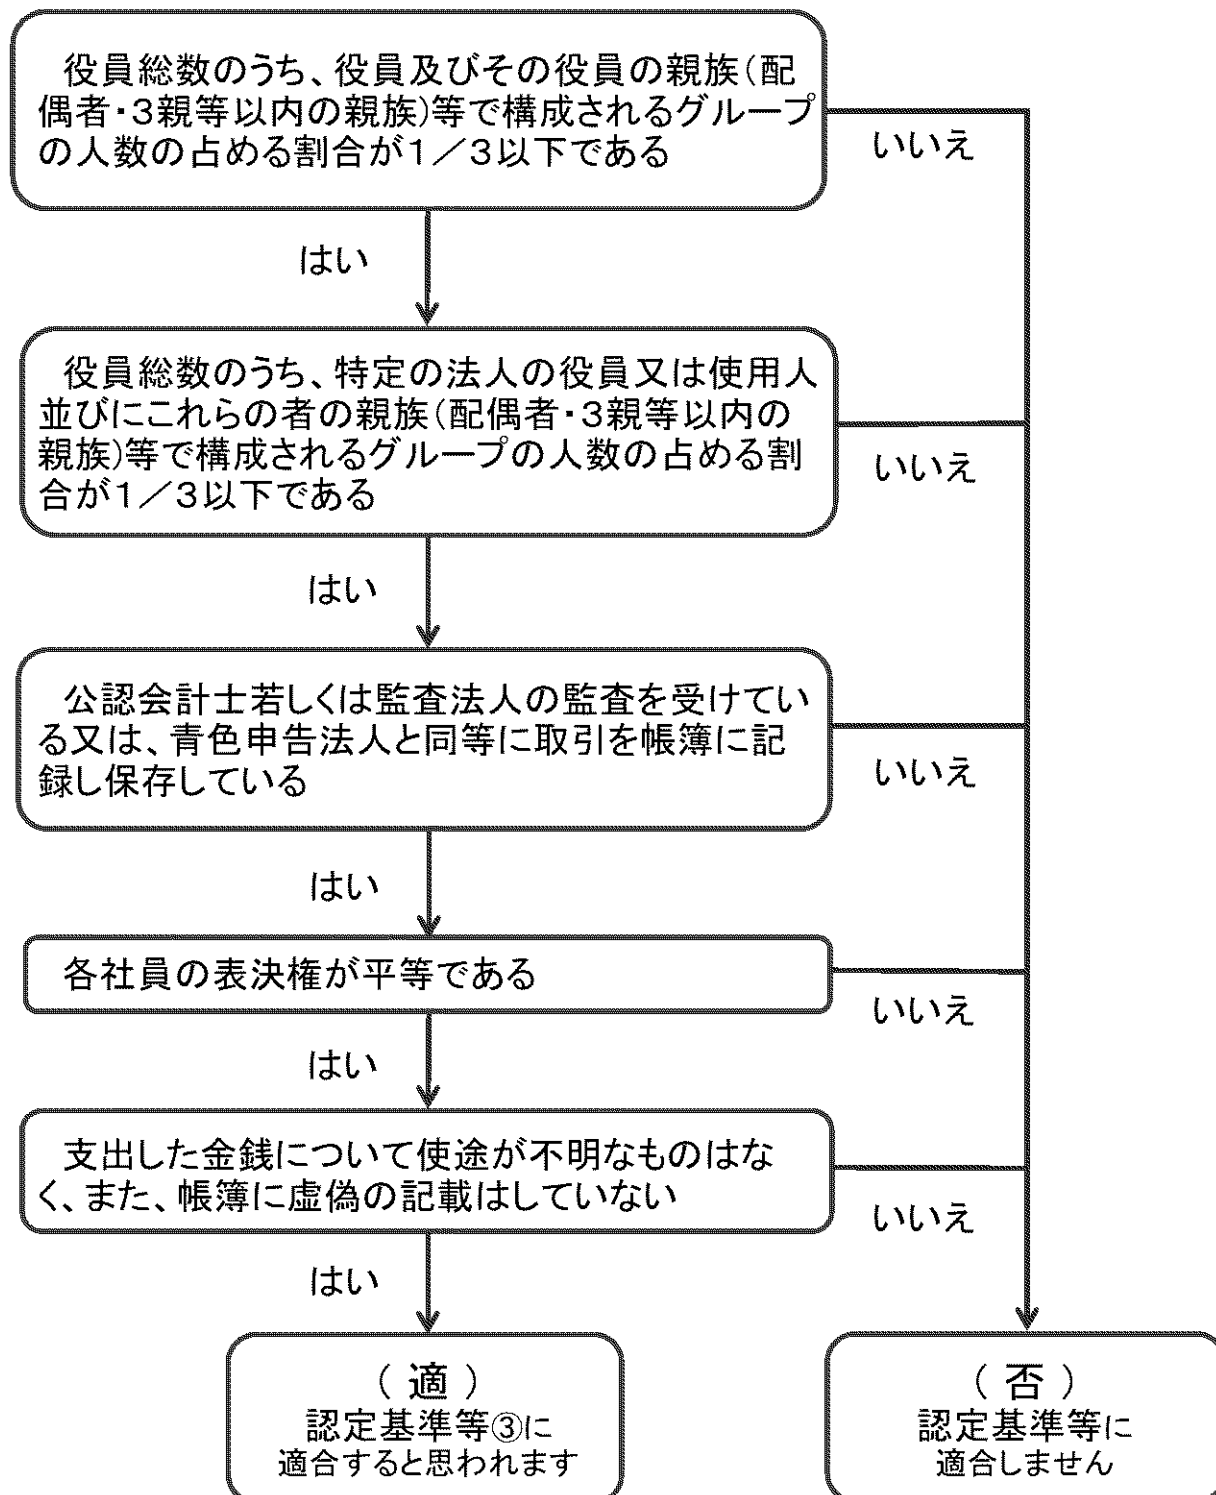 役員総数のうち、役員及びその役員の親族(配
偶者・3親等以内の親族)等で構成されるグループ
の人数の占める割合が1/3以下である
いいえ
はい
役員総数のうち、特定の法人の役員又は使用人
並びにこれらの者の親族(配偶者・3親等以内の
親族)等で構成されるグループの人数の占める割
合が1/3以下である
いいえ
はい
公認会計士若しくは監査法人の監査を受けてい
る又は、青色申告法人と同等に取引を帳簿に記
録し保存している
いいえ
はい
各社員の表決権が平等である
いいえ
はい
支出した金銭について使途が不明なものはな
く、また、帳簿に虚偽の記載はしていない
いいえ
はい
(適)
認定基準等③に
適合すると思われます
(否)
認定基準等に
適合しません